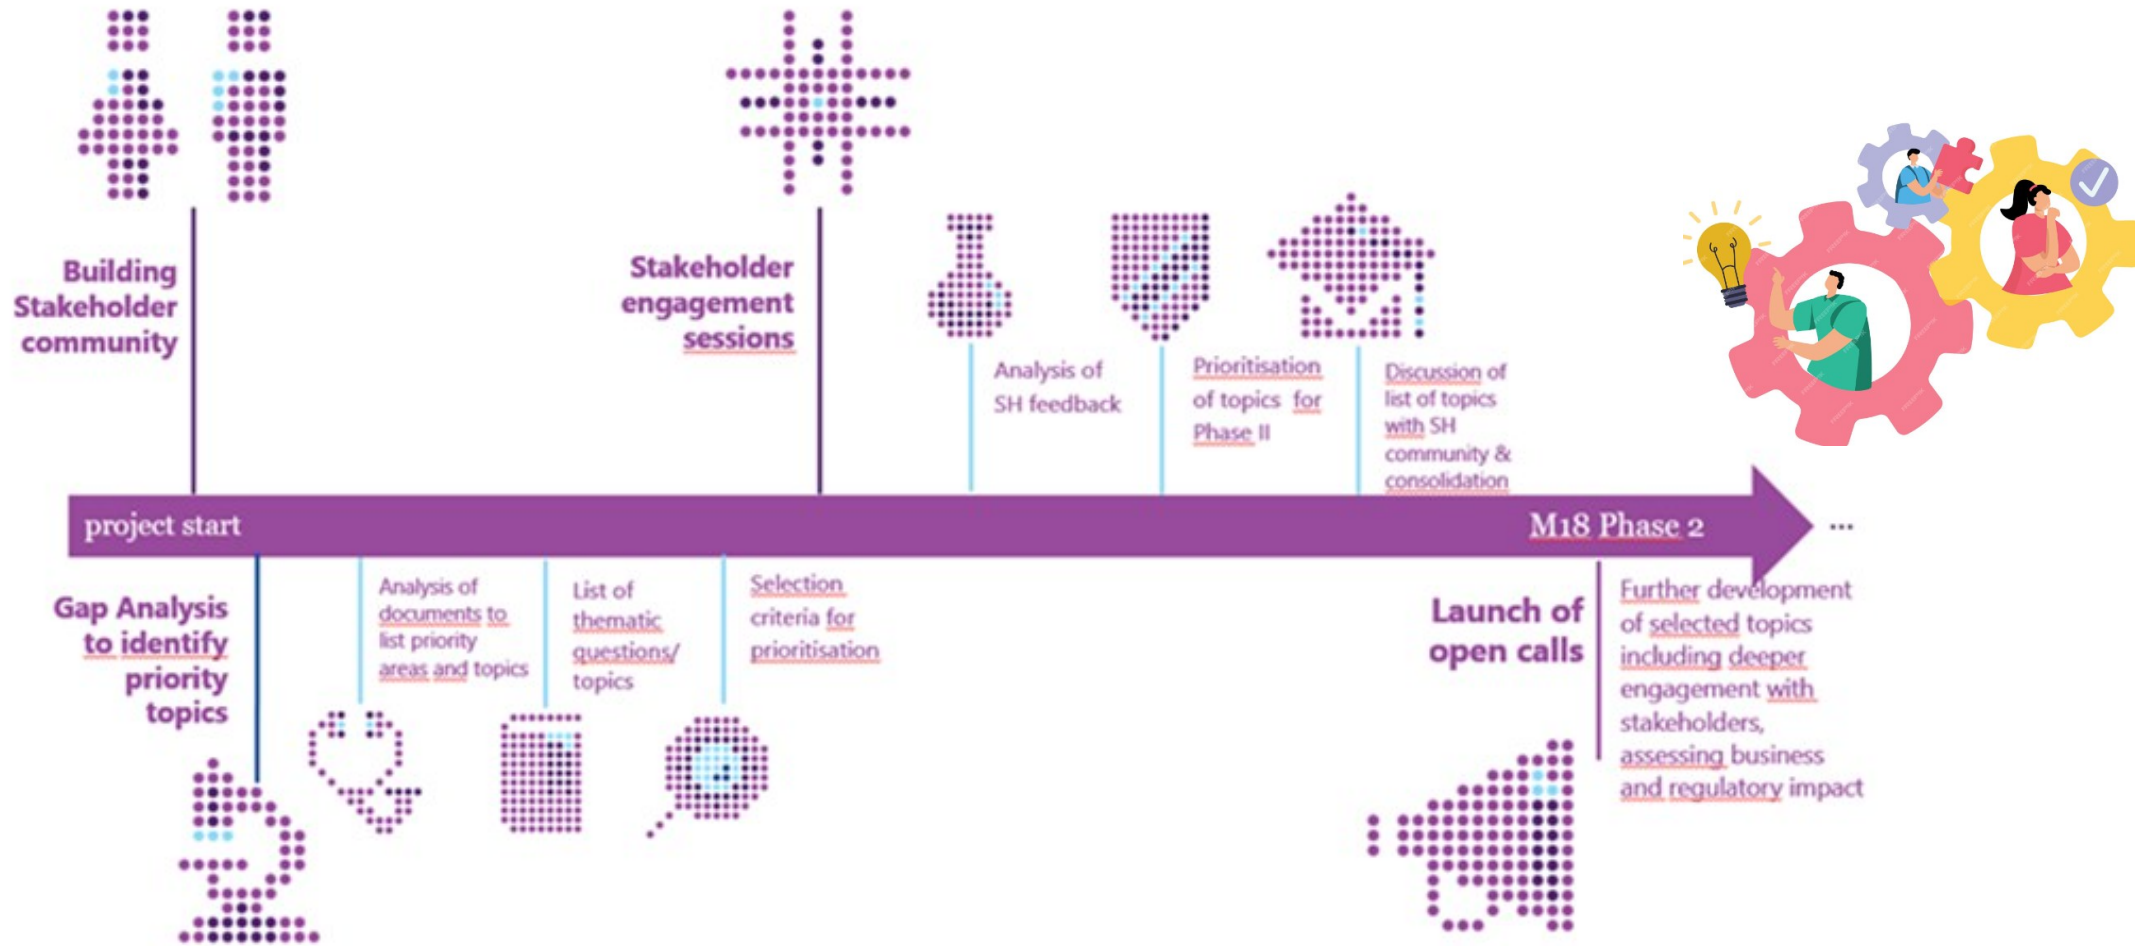 Building
Stakeholder
community
Stakeholder
engagement
sessions
Analysis of
SH feedback
Prioritisation
of topics for
Phase II
Discussion of
list of topics
with SH
community &
consolidation
project start
M18 Phase 2
...
Gap Analysis
to identify
priority
topics
Analysis of
documents to
list priority
areas and topics
List of
thematic
questions/
topics
Selection
criteria for
prioritisation
Launch of
open calls
Further development
of selected topics
including deeper
engagement with
stakeholders,
assessing business
and regulatory impact